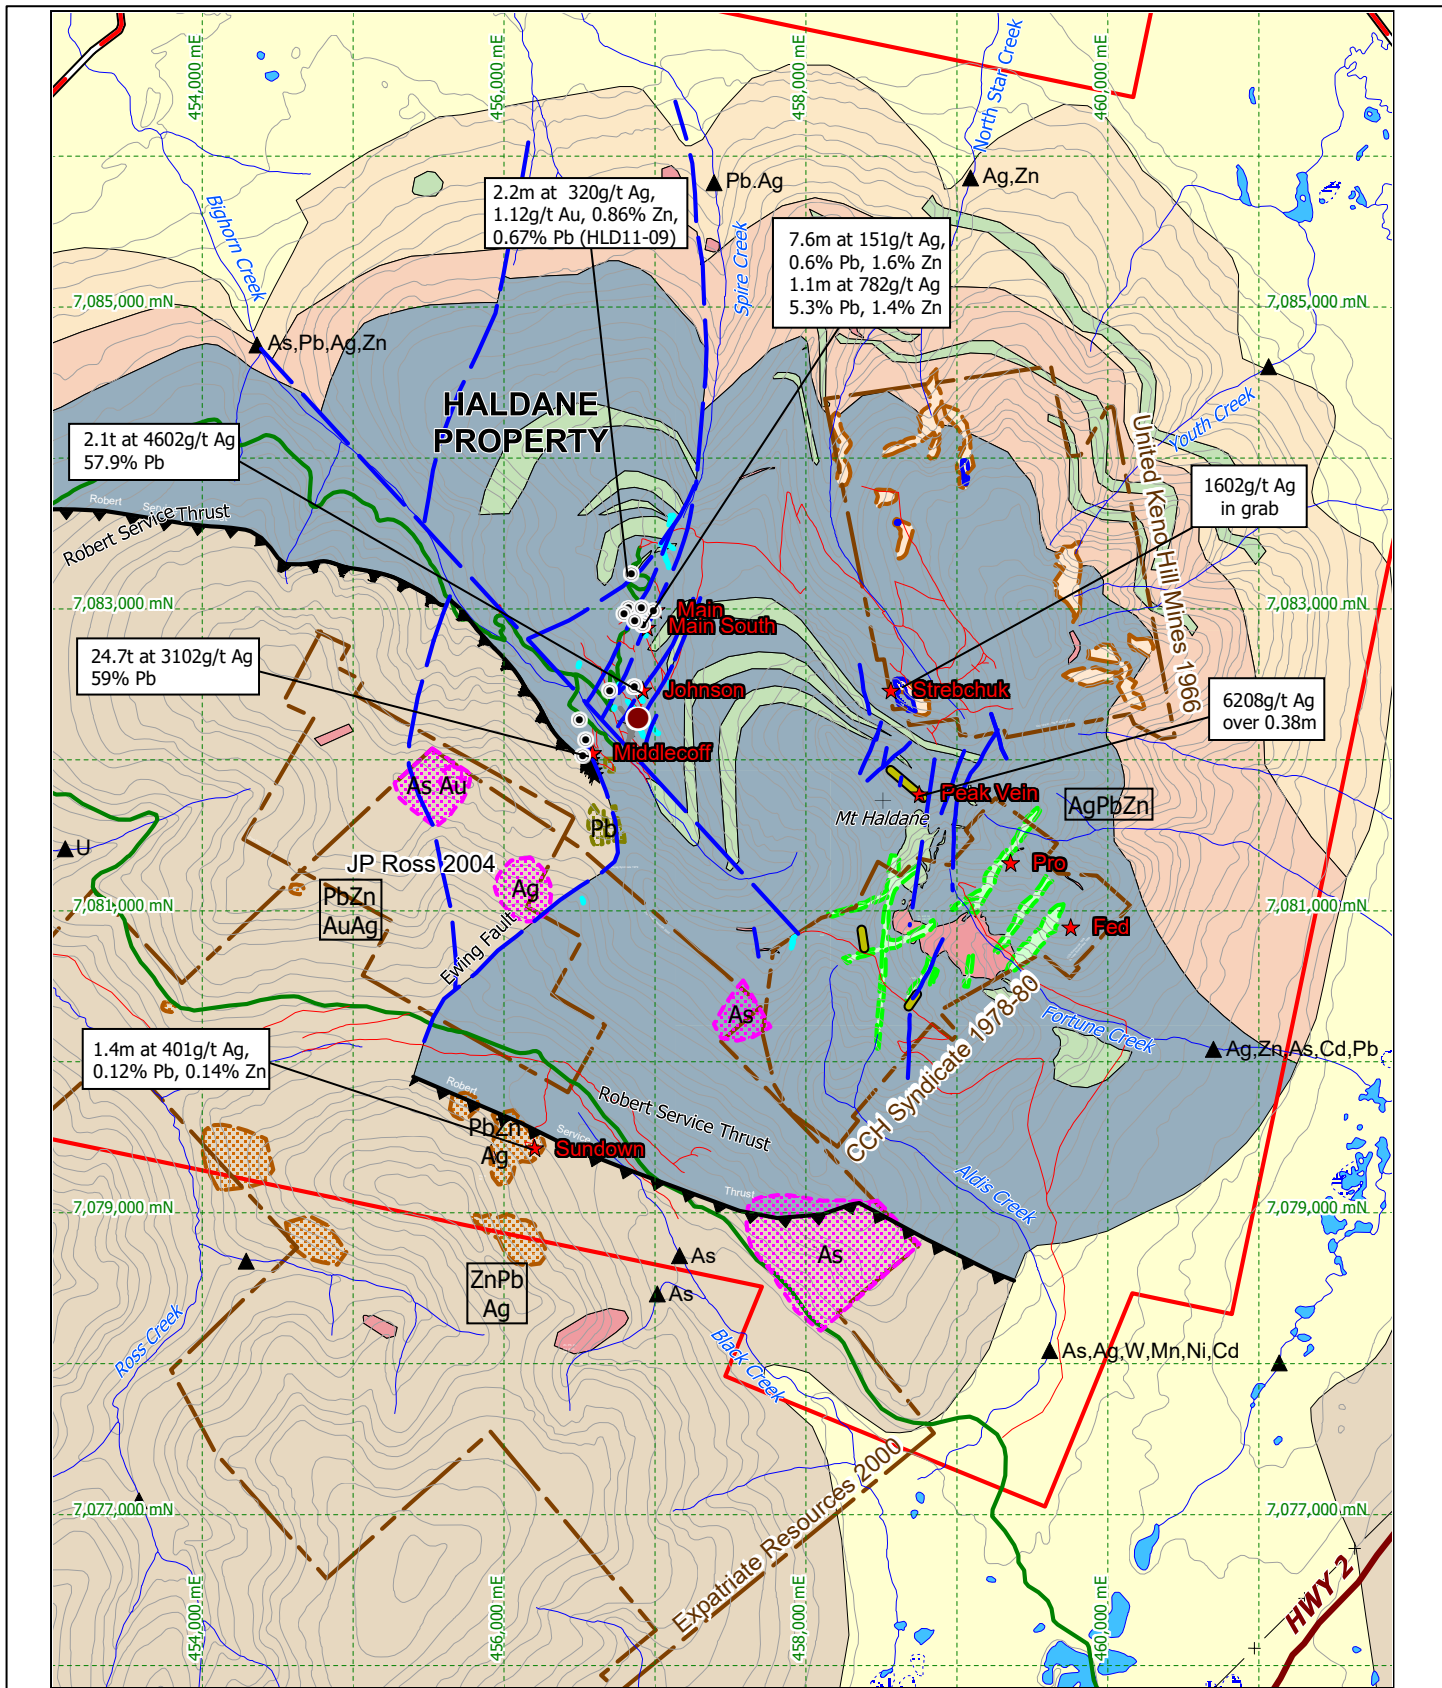 454,000 mE
456,000 mE
458,000 mE
460,000 mE
North Star Creek
Bighorn Creek
Spire Creek
2.2m at 320g/t Ag,
1.12g/t Au, 0.86% Zn,
0.67% Pb (HLD11-09)
Pb.Ag
Ag,Zn
7.6m at 151g/t Ag,
0.6% Pb, 1.6% Zn
1.1m at 782g/t Ag
5.3% Pb, 1.4% Zn
7,085,000 mN
7,085,000 mN
As,Pb,Ag,Zn
HALDANE
PROPERTY
Youth Creek
United Keno Hill Mines 1966
2.1t at 4602g/t Ag
57.9% Pb
1602g/t Ag
in grab
Robert
Robert Service Thrust
7,083,000 mN
7,083,000 mN
Main
Main South
24.7t at 3102g/t Ag
59% Pb
Johnson
Strebchuk
6208g/t Ag
over 0.38m
Middlecoff
As Au
Peak Vein
AgPbZn
Mt Haldane
Pb
U
JP Ross 2004
Pro
PbZn
AuAg
Ag
7,081,000 mN
7,081,000 mN
Fed
Ewing Fault
As
CCH Syndicate 1978-80
Fortune Creek
1.4m at 401g/t Ag,
0.12% Pb, 0.14% Zn
Ag,Zn,As,Cd,Pb
Robert
Service
Thrust
Robert Service Thrust
PbZn
Ag
Sundown
Aldis Creek
7,079,000 mN
7,079,000 mN
As
As
As
ZnPb
Ag
Ross Creek
Black Creek
As,Ag,W,Mn,Ni,Cd
Expatriate Resources 2000
7,077,000 mN
7,077,000 mN
HWY 2
454,000 mE
456,000 mE
458,000 mE
460,000 mE